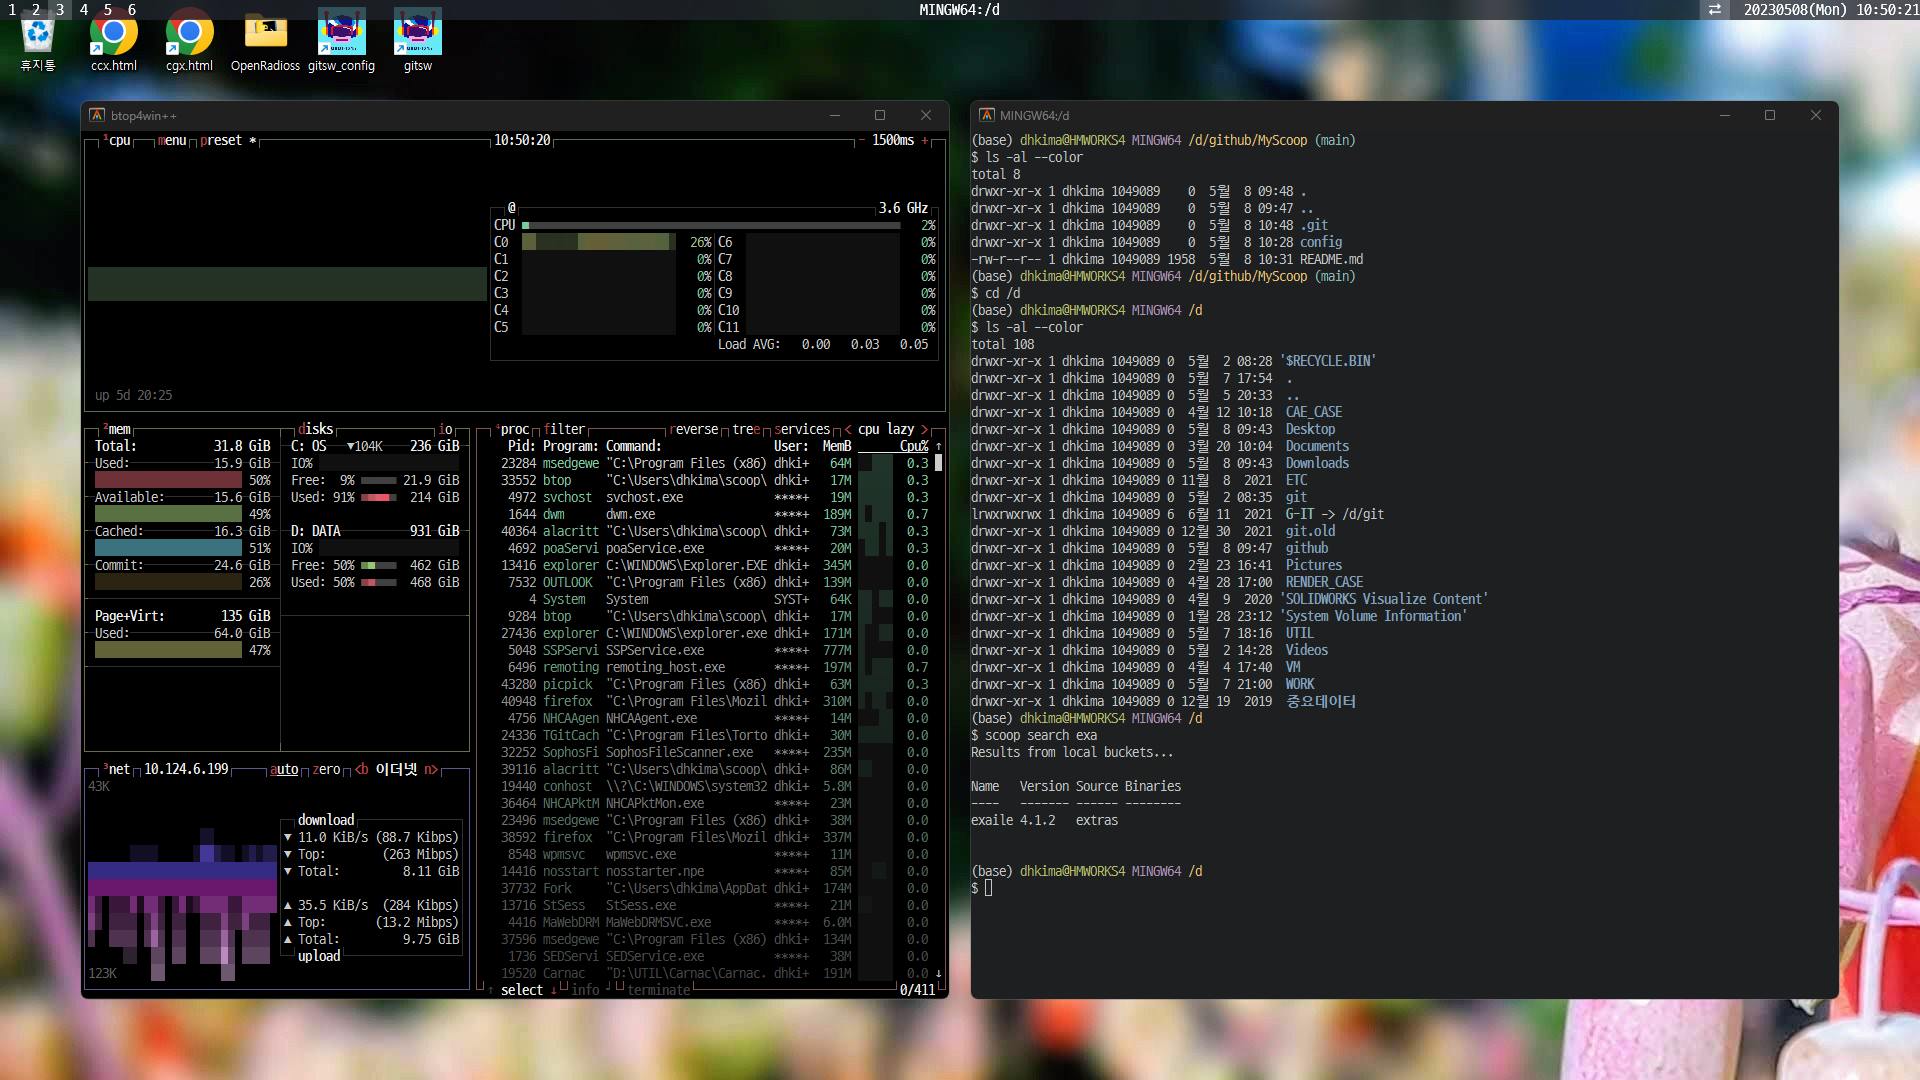 1 2 3 4 5 6 MINGW64:/d ⇄ 20230508(Mon) 10:50:21
휴지통 ccx.html cgx.html OpenRadioss gitsw_config gitsw
btop4win++
¹cpu menu preset * 10:50:20 - 1500ms +
@ 3.6 GHz
CPU 2%
C0 26% C6 0%
C1 0% C7 0%
C2 0% C8 0%
C3 0% C9 0%
C4 0% C10 0%
C5 0% C11 0%
Load AVG: 0.00 0.03 0.05
up 5d 20:25
²mem
Total: 31.8 GiB
Used: 15.9 GiB
50%
Available: 15.6 GiB
49%
Cached: 16.3 GiB
51%
Commit: 24.6 GiB
26%
Page+Virt: 135 GiB
Used: 64.0 GiB
47%
disks io
C: OS ▼104K 236 GiB
IO%
Free: 9% 21.9 GiB
Used: 91% 214 GiB
D: DATA 931 GiB
IO%
Free: 50% 462 GiB
Used: 50% 468 GiB
³net 10.124.6.199 auto zero <b 이더넷 n>
43K
123K
download
▼ 11.0 KiB/s (88.7 Kibps)
▼ Top: (263 Mibps)
▼ Total: 8.11 GiB
▲ 35.5 KiB/s (284 Kibps)
▲ Top: (13.2 Mibps)
▲ Total: 9.75 GiB
upload
⁴proc filter reverse tree services < cpu lazy >
Pid: Program: Command: User: MemB Cpu% ↑
23284 msedgewe "C:\Program Files (x86) dhki+ 64M 0.3
33552 btop "C:\Users\dhkima\scoop\ dhki+ 17M 0.3
4972 svchost svchost.exe ****+ 19M 0.3
1644 dwm dwm.exe ****+ 189M 0.7
40364 alacritt "C:\Users\dhkima\scoop\ dhki+ 73M 0.3
4692 poaServi poaService.exe ****+ 20M 0.3
13416 explorer C:\WINDOWS\Explorer.EXE dhki+ 345M 0.0
7532 OUTLOOK "C:\Program Files (x86) dhki+ 139M 0.0
4 System System SYST+ 64K 0.0
9284 btop "C:\Users\dhkima\scoop\ dhki+ 17M 0.0
27436 explorer C:\WINDOWS\explorer.exe dhki+ 171M 0.0
5048 SSPServi SSPService.exe ****+ 777M 0.0
6496 remoting remoting_host.exe ****+ 197M 0.7
43280 picpick "C:\Program Files (x86) dhki+ 63M 0.3
40948 firefox "C:\Program Files\Mozil dhki+ 310M 0.0
4756 NHCAAgen NHCAAgent.exe ****+ 14M 0.0
24336 TGitCach "C:\Program Files\Torto dhki+ 30M 0.0
32252 SophosFi SophosFileScanner.exe ****+ 235M 0.0
39116 alacritt "C:\Users\dhkima\scoop\ dhki+ 86M 0.0
19440 conhost \\?\C:\WINDOWS\system32 dhki+ 5.8M 0.0
36464 NHCAPktM NHCAPktMon.exe ****+ 23M 0.0
23496 msedgewe "C:\Program Files (x86) dhki+ 38M 0.0
38592 firefox "C:\Program Files\Mozil dhki+ 337M 0.0
8548 wpmsvc wpmsvc.exe ****+ 11M 0.0
14416 nosstart nosstarter.npe ****+ 85M 0.0
37732 Fork "C:\Users\dhkima\AppDat dhki+ 174M 0.0
13716 StSess StSess.exe ****+ 21M 0.0
4416 MaWebDRM MaWebDRMSVC.exe ****+ 6.0M 0.0
37596 msedgewe "C:\Program Files (x86) dhki+ 134M 0.0
1736 SEDServi SEDService.exe ****+ 38M 0.0
19520 Carnac "D:\UTIL\Carnac\Carnac. dhki+ 191M 0.0 ↓
↑ select ↓ info ↲ terminate 0/411
MINGW64:/d
(base) dhkima@HMWORKS4 MINGW64 /d/github/MyScoop (main)
$ ls -al --color
total 8
drwxr-xr-x 1 dhkima 1049089 0 5월 8 09:48 .
drwxr-xr-x 1 dhkima 1049089 0 5월 8 09:47 ..
drwxr-xr-x 1 dhkima 1049089 0 5월 8 10:48 .git
drwxr-xr-x 1 dhkima 1049089 0 5월 8 10:28 config
-rw-r--r-- 1 dhkima 1049089 1958 5월 8 10:31 README.md
(base) dhkima@HMWORKS4 MINGW64 /d/github/MyScoop (main)
$ cd /d
(base) dhkima@HMWORKS4 MINGW64 /d
$ ls -al --color
total 108
drwxr-xr-x 1 dhkima 1049089 0 5월 2 08:28 '$RECYCLE.BIN'
drwxr-xr-x 1 dhkima 1049089 0 5월 7 17:54 .
drwxr-xr-x 1 dhkima 1049089 0 5월 5 20:33 ..
drwxr-xr-x 1 dhkima 1049089 0 4월 12 10:18 CAE_CASE
drwxr-xr-x 1 dhkima 1049089 0 5월 8 09:43 Desktop
drwxr-xr-x 1 dhkima 1049089 0 3월 20 10:04 Documents
drwxr-xr-x 1 dhkima 1049089 0 5월 8 09:43 Downloads
drwxr-xr-x 1 dhkima 1049089 0 11월 8 2021 ETC
drwxr-xr-x 1 dhkima 1049089 0 5월 2 08:35 git
lrwxrwxrwx 1 dhkima 1049089 6 6월 11 2021 G-IT -> /d/git
drwxr-xr-x 1 dhkima 1049089 0 12월 30 2021 git.old
drwxr-xr-x 1 dhkima 1049089 0 5월 8 09:47 github
drwxr-xr-x 1 dhkima 1049089 0 2월 23 16:41 Pictures
drwxr-xr-x 1 dhkima 1049089 0 4월 28 17:00 RENDER_CASE
drwxr-xr-x 1 dhkima 1049089 0 4월 9 2020 'SOLIDWORKS Visualize Content'
drwxr-xr-x 1 dhkima 1049089 0 1월 28 23:12 'System Volume Information'
drwxr-xr-x 1 dhkima 1049089 0 5월 7 18:16 UTIL
drwxr-xr-x 1 dhkima 1049089 0 5월 2 14:28 Videos
drwxr-xr-x 1 dhkima 1049089 0 4월 4 17:40 VM
drwxr-xr-x 1 dhkima 1049089 0 5월 7 21:00 WORK
drwxr-xr-x 1 dhkima 1049089 0 12월 19 2019 중요데이터
(base) dhkima@HMWORKS4 MINGW64 /d
$ scoop search exa
Results from local buckets...
Name Version Source Binaries
---- ------- ------ --------
exaile 4.1.2 extras
(base) dhkima@HMWORKS4 MINGW64 /d
$